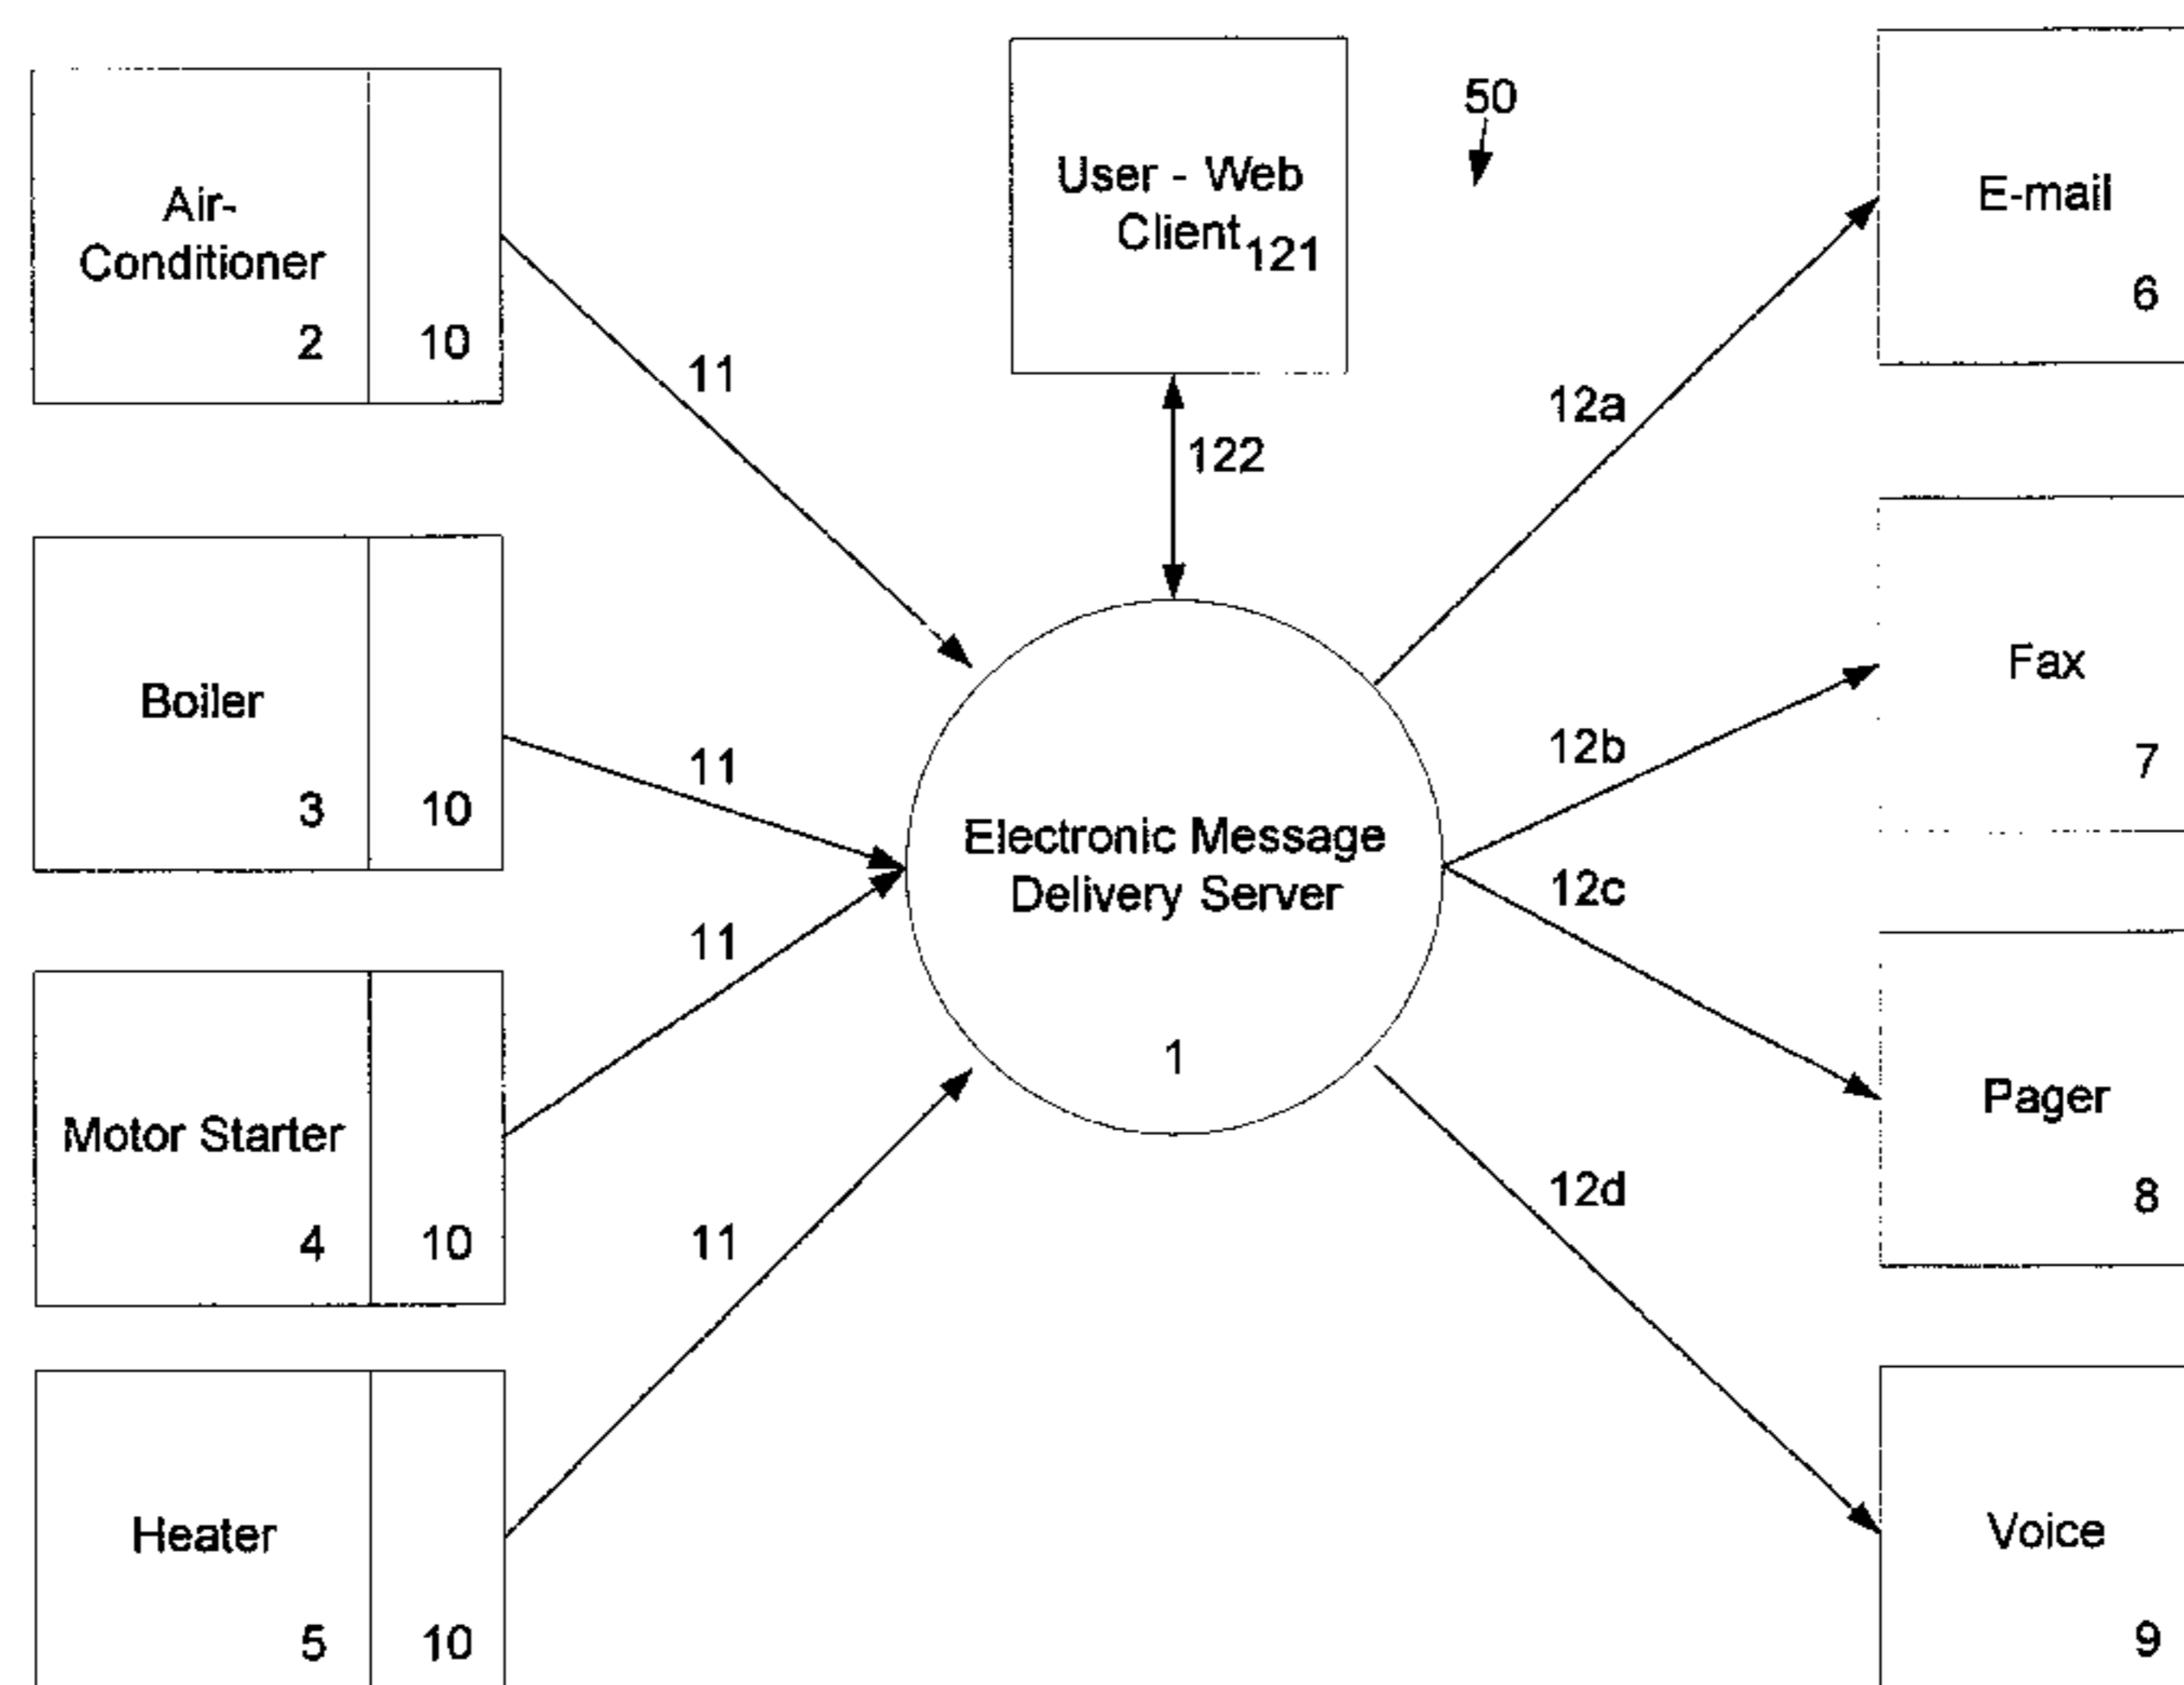 Air-
Conditioner
2
10
11
Boiler
3
10
11
Motor Starter
4
10
11
Heater
5
10
11
User - Web
Client
121
122
50
Electronic Message
Delivery Server
1
12a
12b
12c
12d
E-mail
6
Fax
7
Pager
8
Voice
9